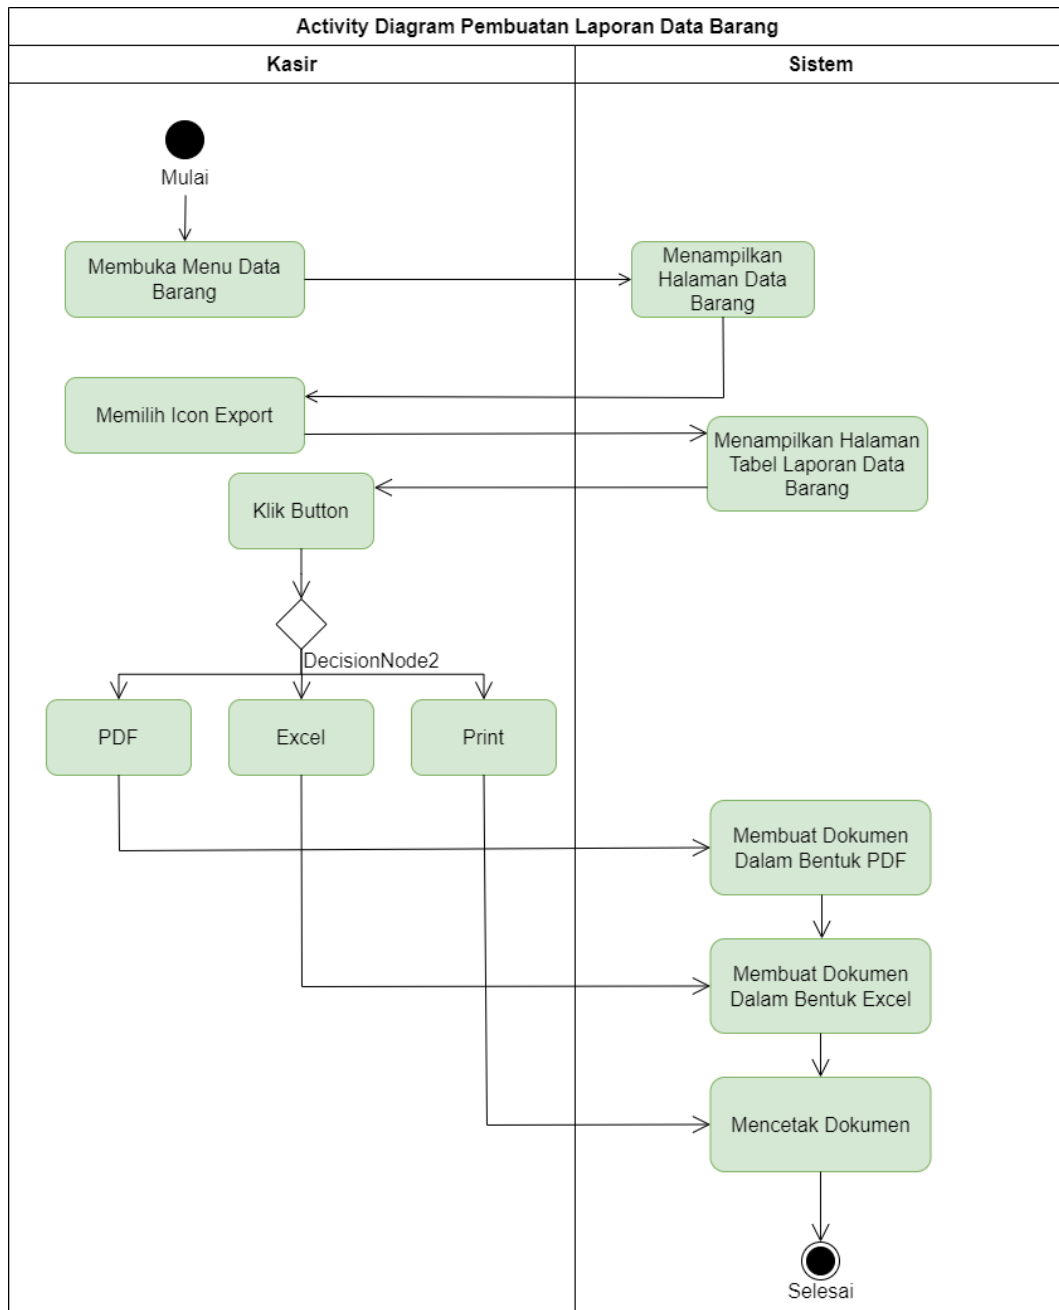 Activity Diagram Pembuatan Laporan Data Barang
Kasir
Sistem
Mulai
Membuka Menu Data
Barang
Menampilkan
Halaman Data
Barang
Memilih Icon Export
Menampilkan Halaman
Tabel Laporan Data
Barang
Klik Button
DecisionNode2
PDF
Excel
Print
Membuat Dokumen
Dalam Bentuk PDF
Membuat Dokumen
Dalam Bentuk Excel
Mencetak Dokumen
Selesai